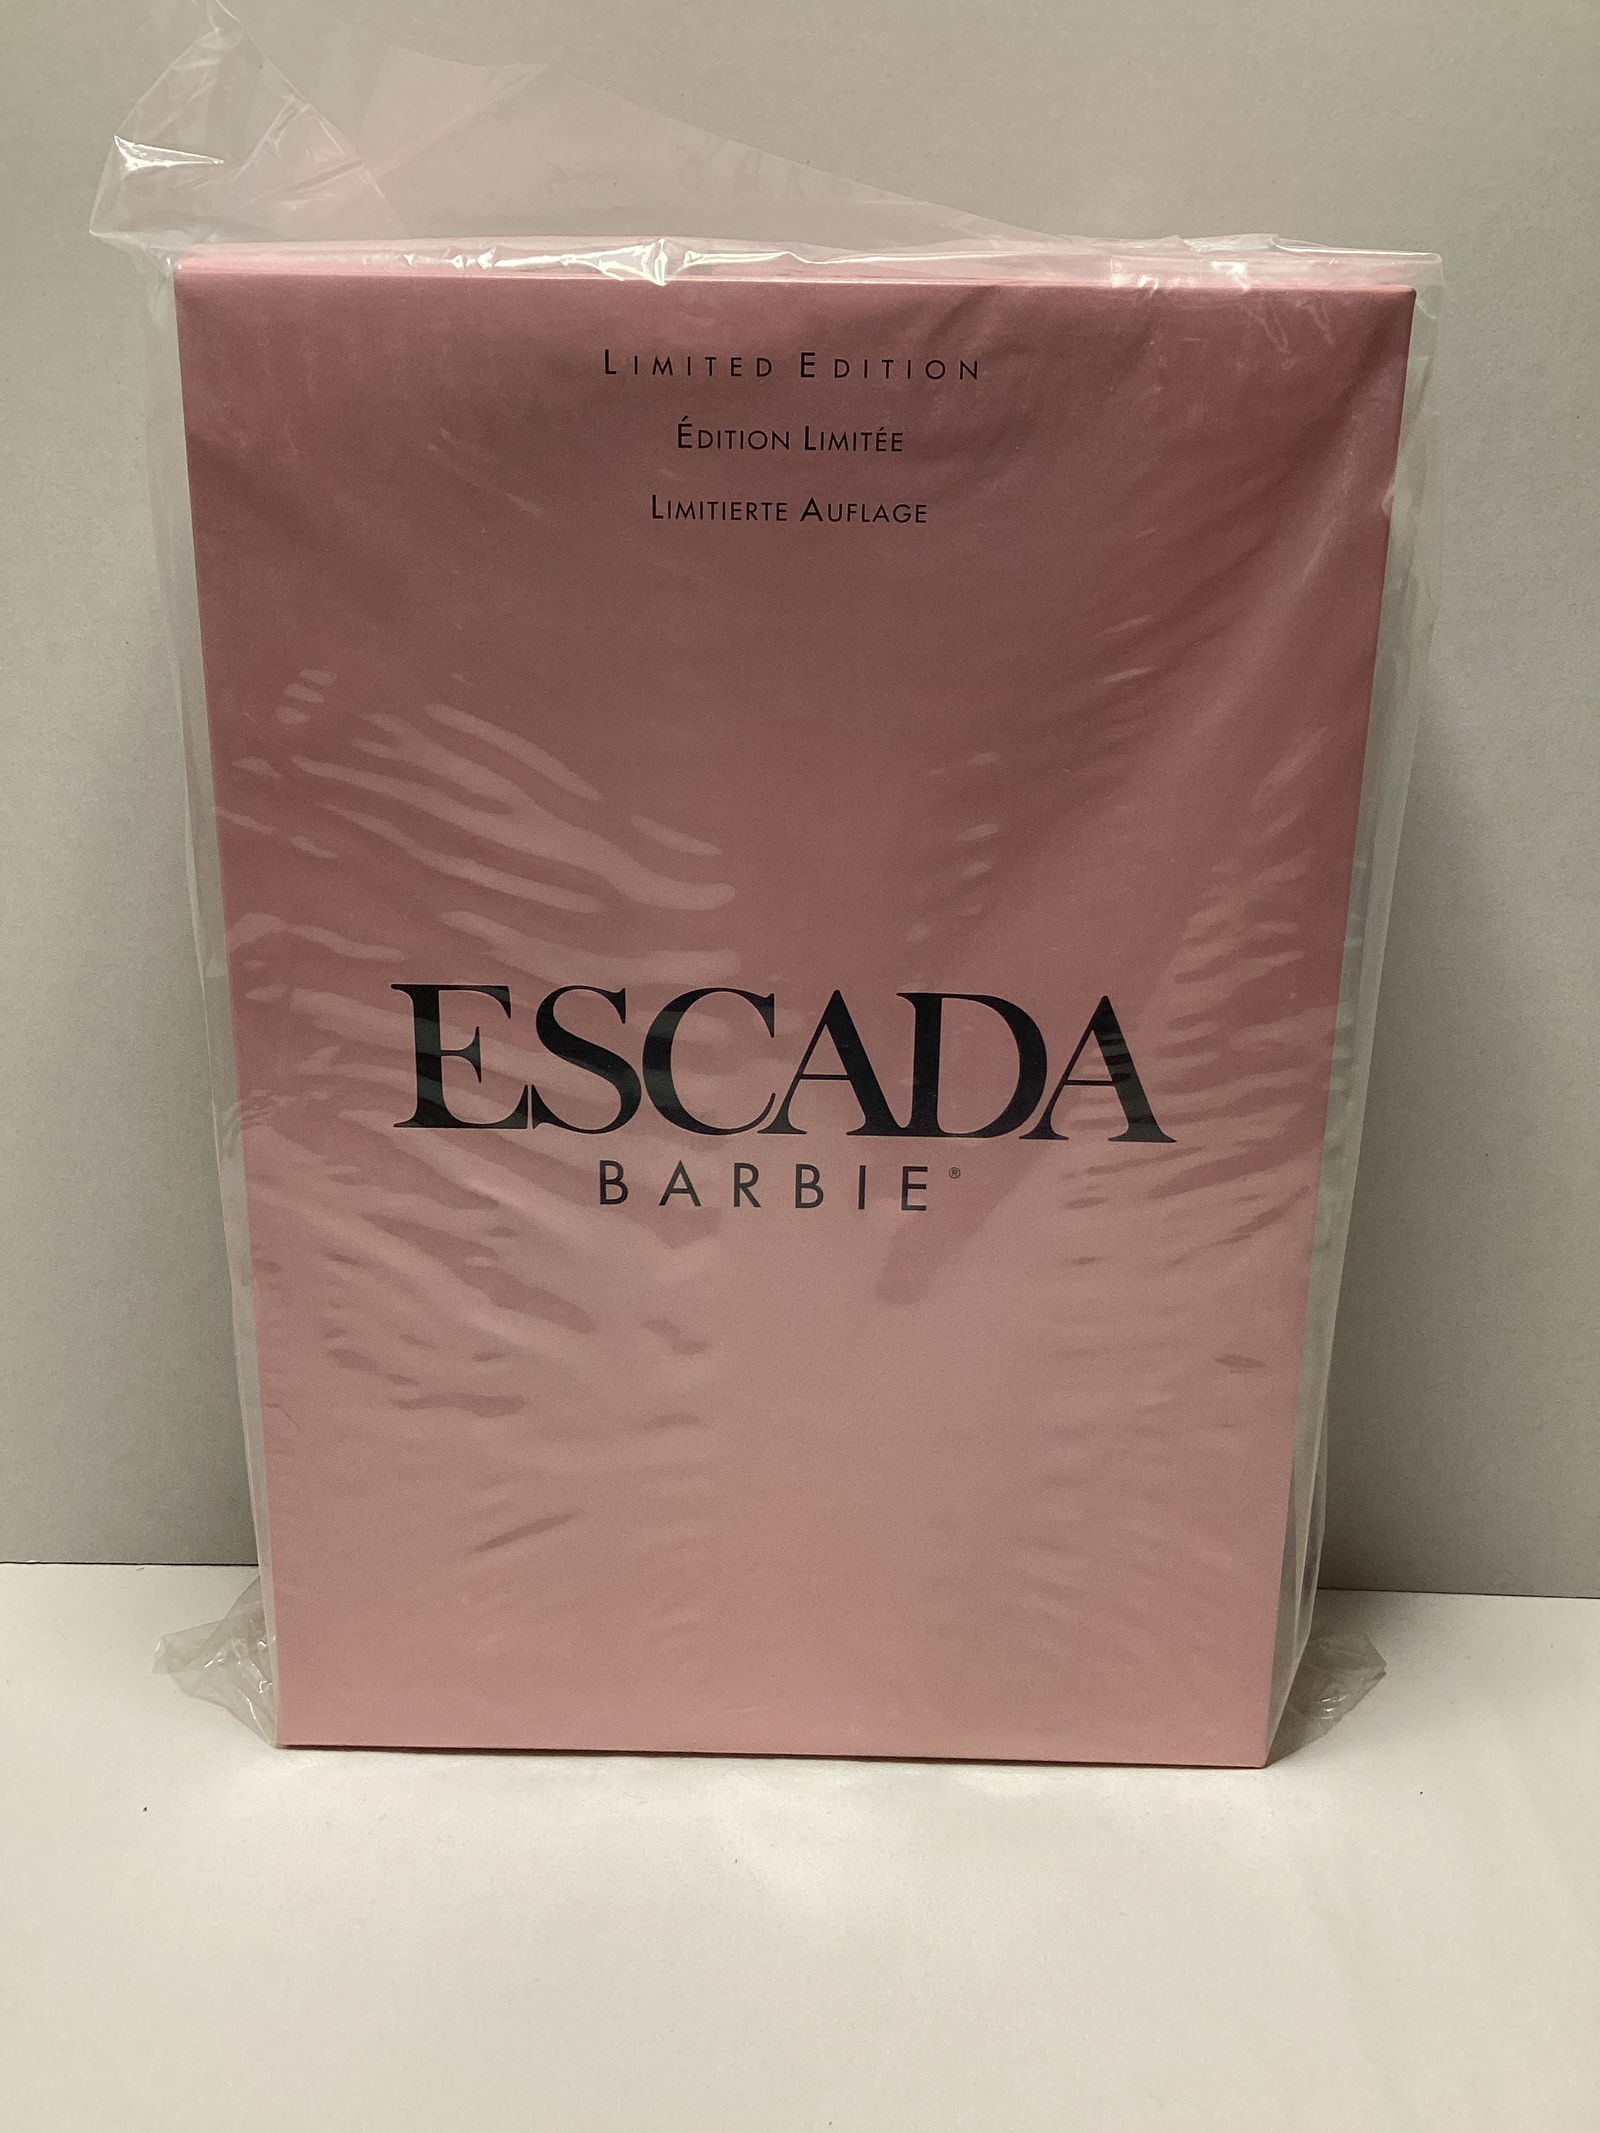 LIMITED EDITION
ÉDITION LIMITÉE
LIMITIERTE AUFLAGE
ESCADA
BARBIE®